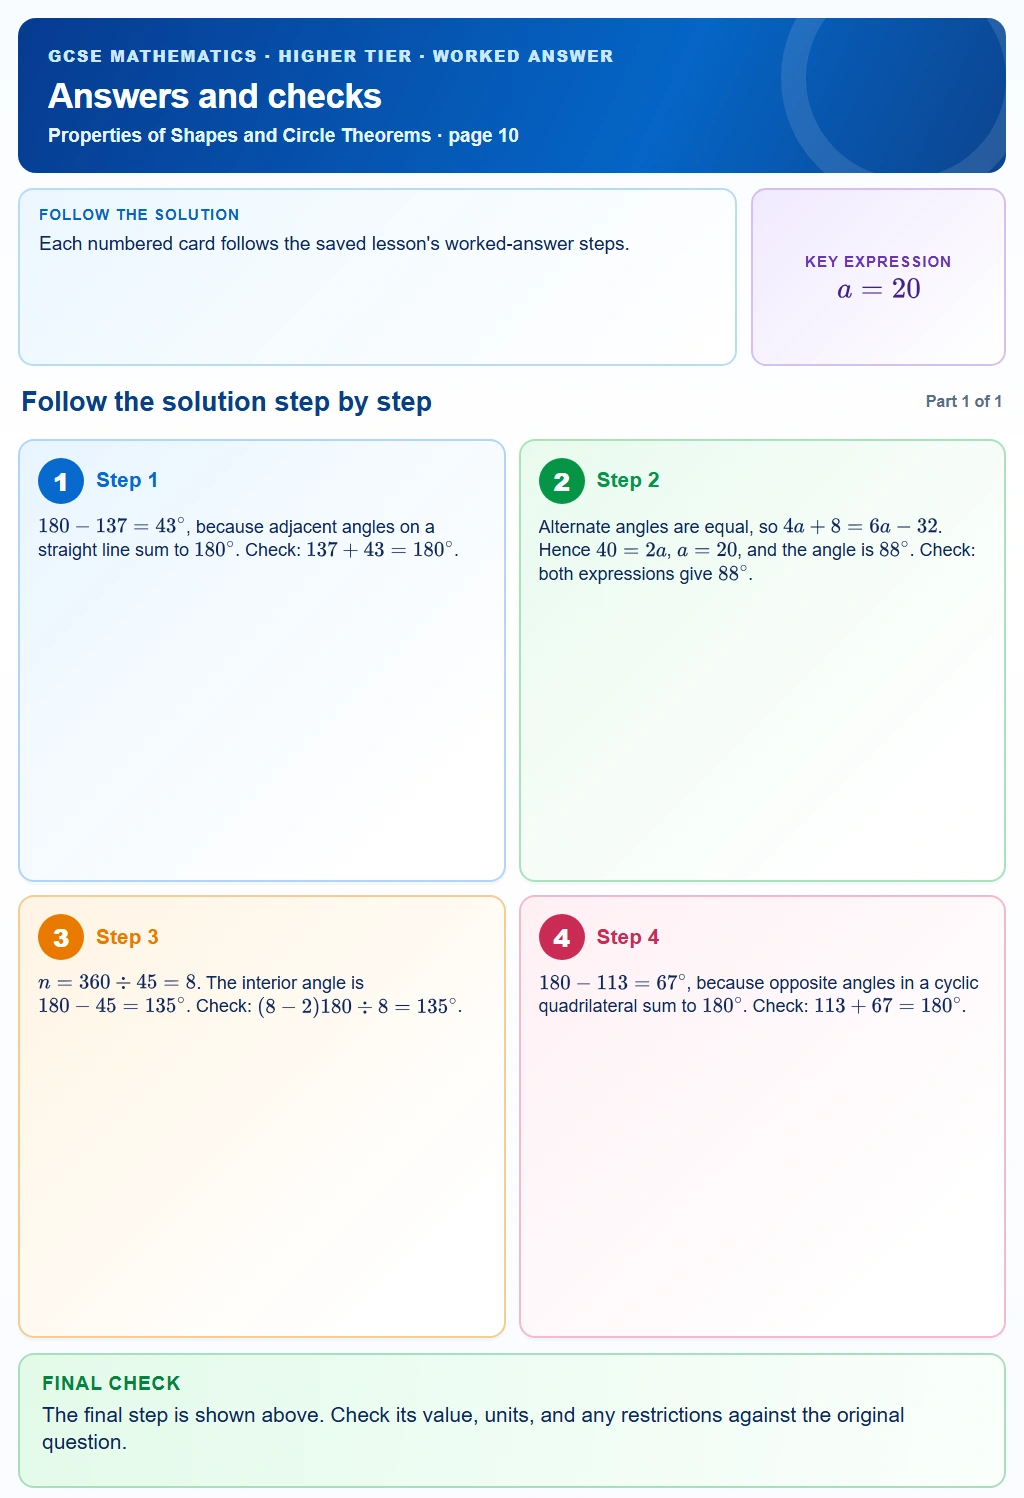 GCSE MATHEMATICS · HIGHER TIER · WORKED ANSWER
Answers and checks
Properties of Shapes and Circle Theorems · page 10
FOLLOW THE SOLUTION
Each numbered card follows the saved lesson's worked-answer steps.
KEY EXPRESSION
a = 20
Follow the solution step by step
Part 1 of 1
1 Step 1
180 − 137 = 43°, because adjacent angles on a
straight line sum to 180°. Check: 137 + 43 = 180°.
2 Step 2
Alternate angles are equal, so 4a + 8 = 6a − 32.
Hence 40 = 2a, a = 20, and the angle is 88°. Check:
both expressions give 88°.
3 Step 3
n = 360 ÷ 45 = 8. The interior angle is
180 − 45 = 135°. Check: (8 − 2)180 ÷ 8 = 135°.
4 Step 4
180 − 113 = 67°, because opposite angles in a cyclic
quadrilateral sum to 180°. Check: 113 + 67 = 180°.
FINAL CHECK
The final step is shown above. Check its value, units, and any restrictions against the original
question.